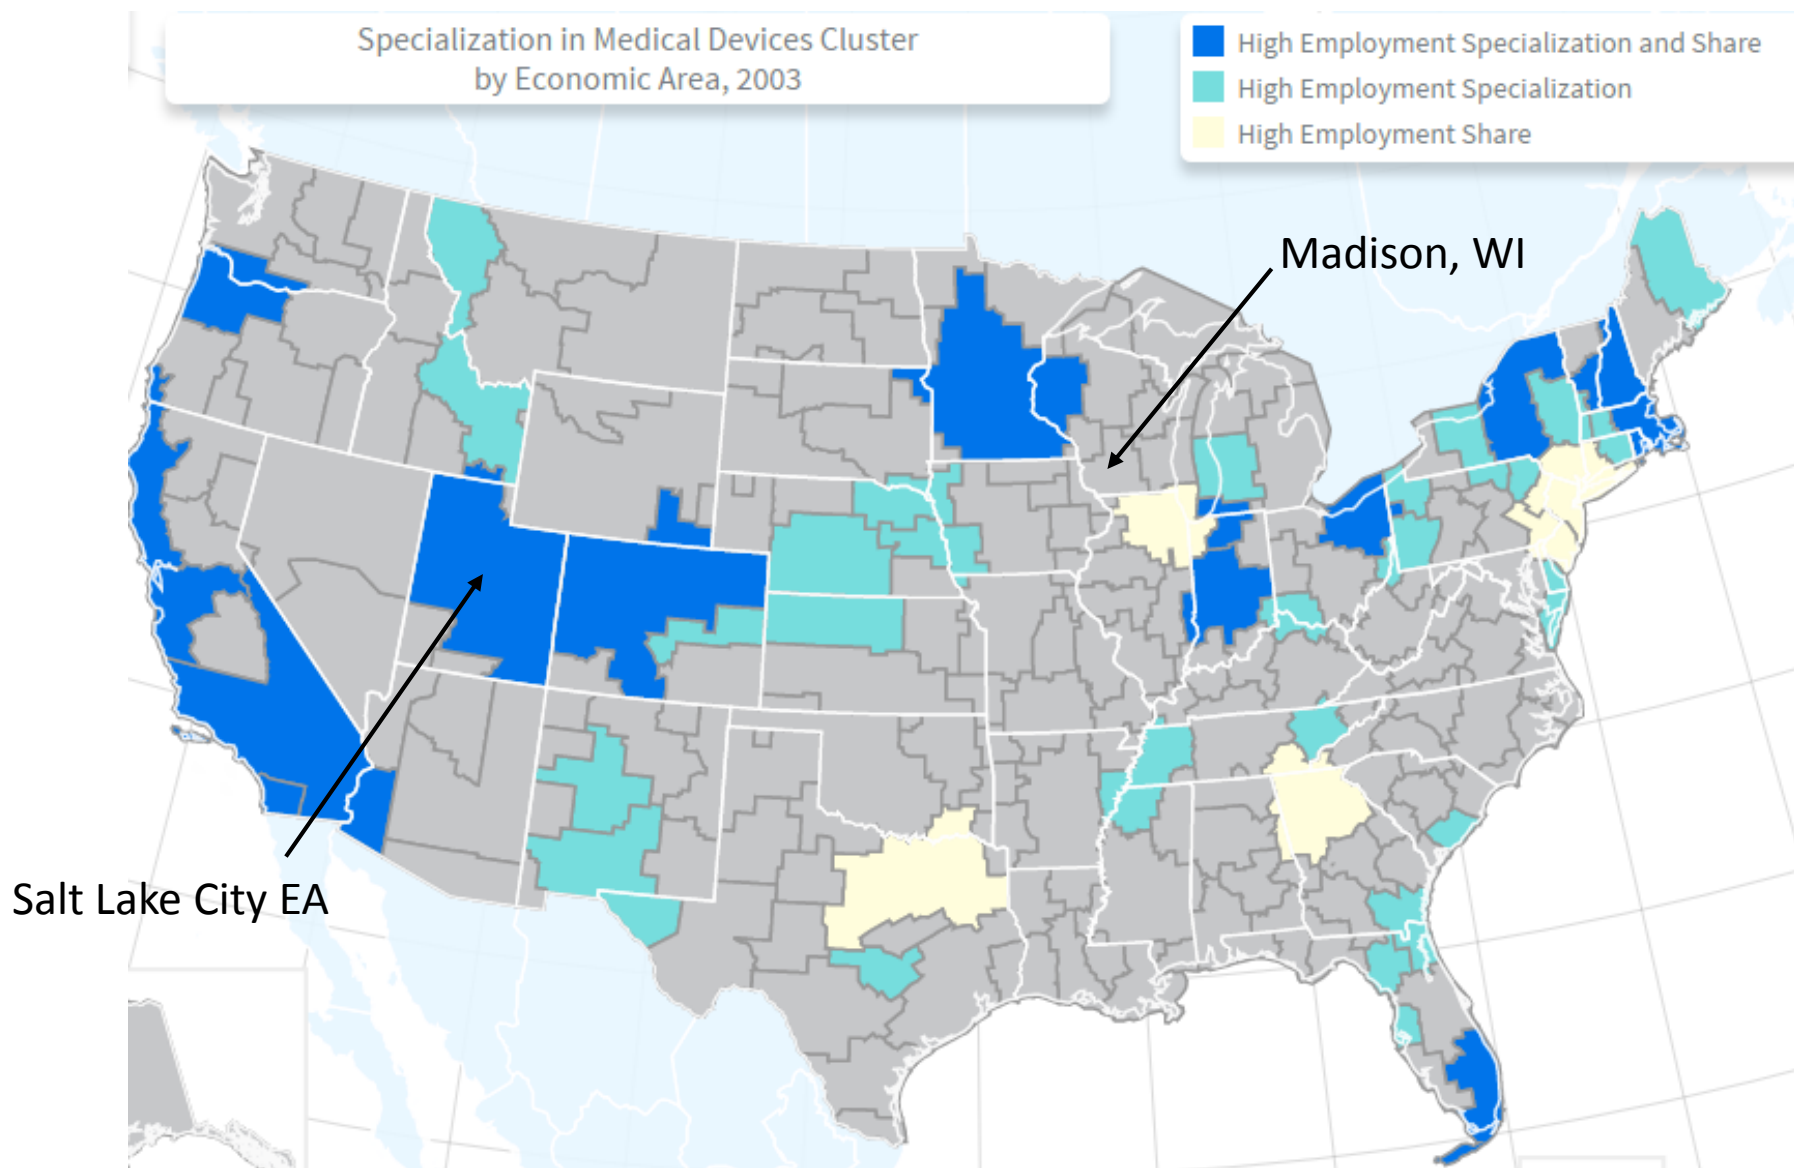 Specialization in Medical Devices Cluster
by Economic Area, 2003
High Employment Specialization and Share
High Employment Specialization
High Employment Share
Madison, WI
Salt Lake City EA